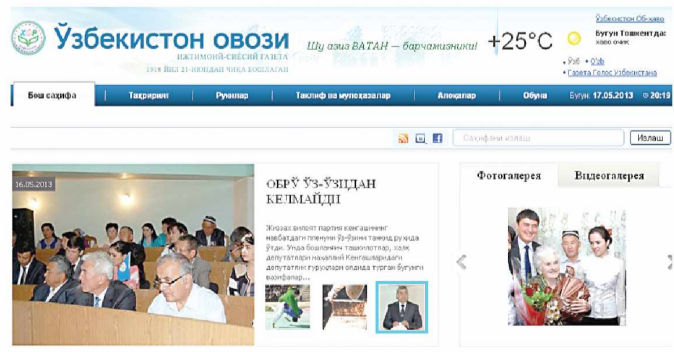 Ўзбекистон Об-ҳаво
Ўзбекистон овози
Шу азиз ВАТАН — барчамизники!
+25°C
Бугун Тошкентда:
ҳаво очиқ
ИЖТИМОИЙ-СИЁСИЙ ГАЗЕТА
1918 ЙИЛ 21-ИЮНДАН ЧИҚА БОШЛАГАН
• Ўзб • O'zb
• Газета Голос Узбекистана
Бош саҳифа
Таҳририят
Рукнлар
Таклиф ва мулоҳазалар
Алоқалар
Обуна
Бугун: 17.05.2013
20:19
Саҳифани излаш
Излаш
16.05.2013
ОБРЎ ЎЗ-ЎЗИДАН
КЕЛМАЙДИ
Жиззах вилоят партия кенгашининг
навбатдаги пленуми ўз-ўзини танқид руҳида
ўтди. Унда бошланғич ташкилотлар, халқ
депутатлари маҳаллий Кенгашларидаги
депутатлик гуруҳлари олдида турган бугунги
вазифалар...
Фотогалерея
Видеогалерея